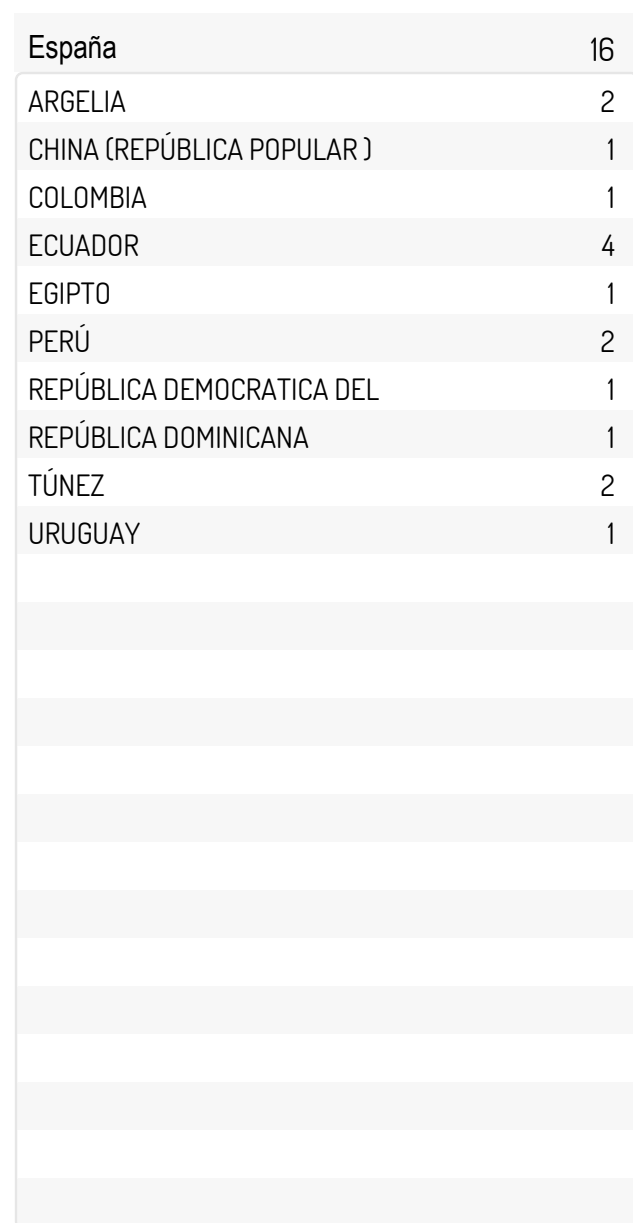 España 16
ARGELIA 2
CHINA (REPÚBLICA POPULAR ) 1
COLOMBIA 1
ECUADOR 4
EGIPTO 1
PERÚ 2
REPÚBLICA DEMOCRATICA DEL 1
REPÚBLICA DOMINICANA 1
TÚNEZ 2
URUGUAY 1